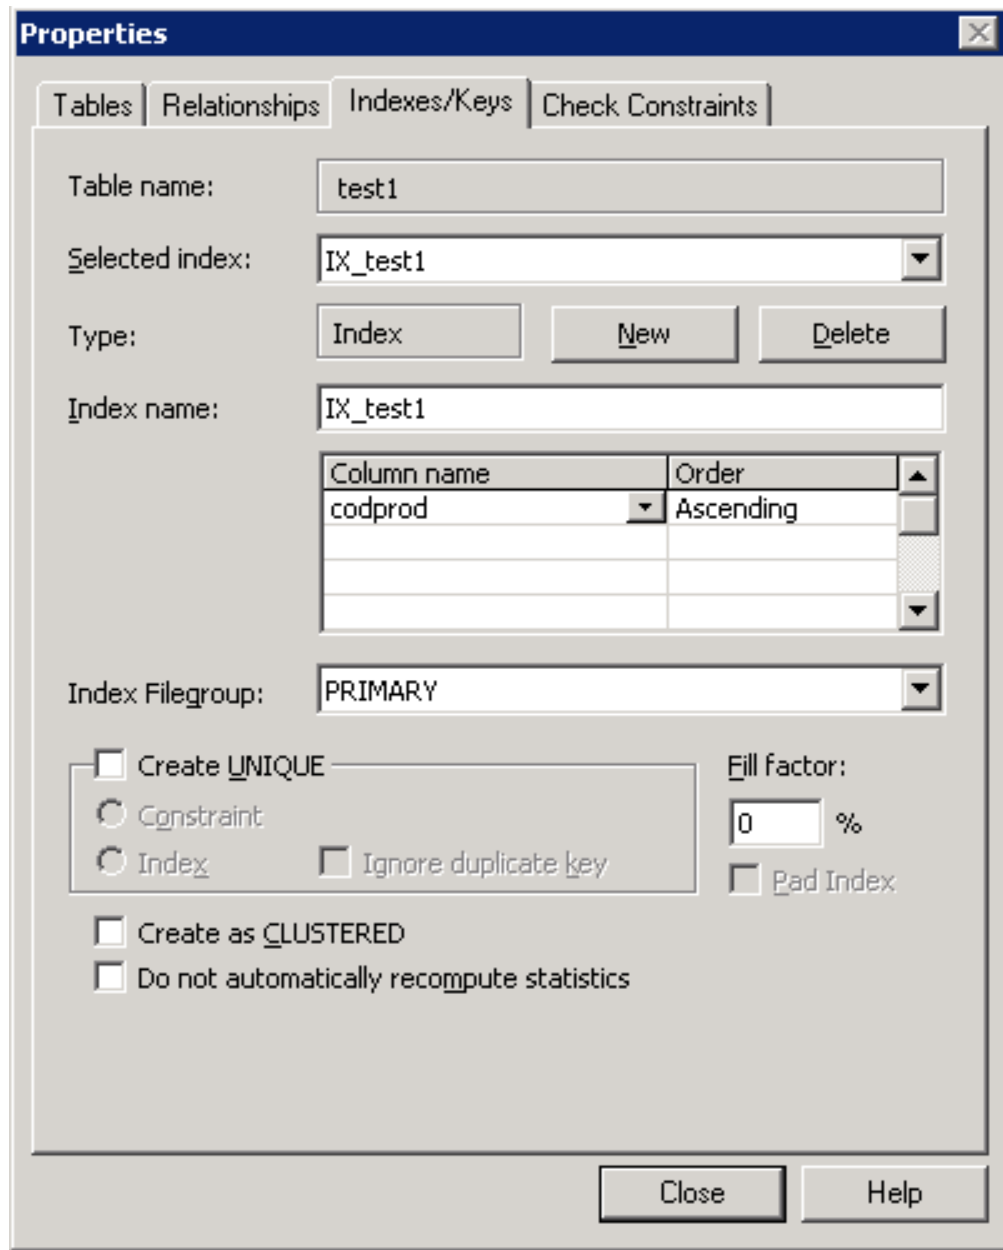 Properties
Tables Relationships Indexes/Keys Check Constraints
Table name: test1
Selected index: IX_test1
Type: Index New Delete
Index name: IX_test1
Column name Order
codprod Ascending
Index Filegroup: PRIMARY
Create UNIQUE Fill factor:
Constraint 0 %
Index Ignore duplicate key Pad Index
Create as CLUSTERED
Do not automatically recompute statistics
Close Help